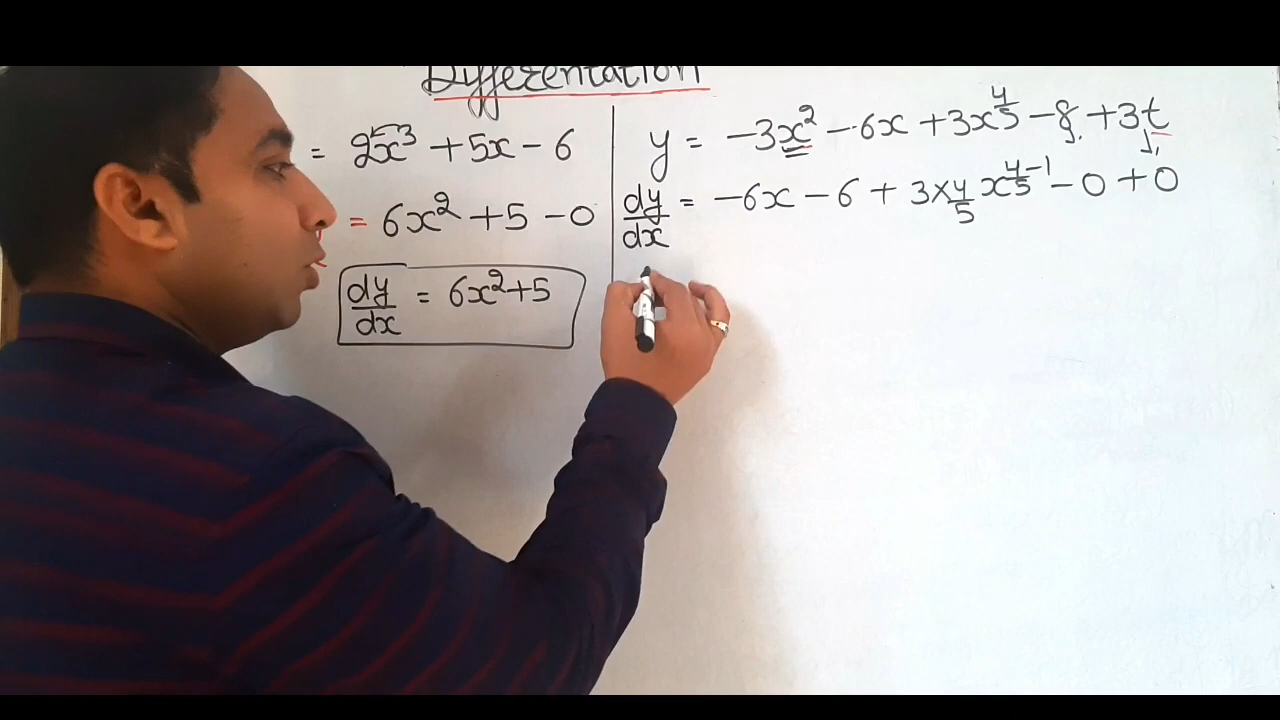 Differentation
= 2x³ + 5x - 6
= 6x² + 5 - 0
dy/dx = 6x² + 5
y = -3x² - 6x + 3x^4/5 - 8 + 3t
dy/dx = -6x - 6 + 3 × 4/5 x^4/5-1 - 0 + 0